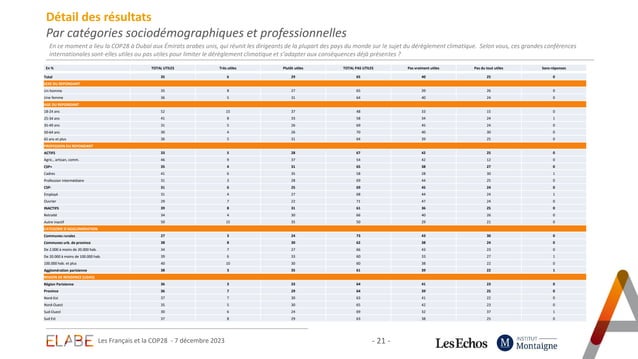 Détail des résultats
Par catégories sociodémographiques et professionnelles
En ce moment a lieu la COP28 à Dubaï aux Émirats arabes unis, qui réunit les dirigeants de la plupart des pays du monde sur le sujet du dérèglement climatique. Selon vous, ces grandes conférences
internationales sont-elles utiles ou pas utiles pour limiter le dérèglement climatique et s'adapter aux conséquences déjà présentes ?
En % TOTAL UTILES Très utiles Plutôt utiles TOTAL PAS UTILES Pas vraiment utiles Pas du tout utiles Sans réponses
Total 35 6 29 65 40 25 0
SEXE DU REPONDANT
Un homme 35 8 27 65 39 26 0
Une femme 36 5 31 64 40 24 0
AGE DU REPONDANT
18-24 ans 52 15 37 48 33 15 0
25-34 ans 41 8 33 58 34 24 1
35-49 ans 31 5 26 69 41 24 0
50-64 ans 30 4 26 70 40 30 0
65 ans et plus 36 5 31 64 39 25 0
PROFESSION DU REPONDANT
ACTIFS 33 5 28 67 42 25 0
Agric., artisan, comm. 46 9 37 54 42 12 0
CSP+ 35 4 31 65 38 27 0
Cadres 41 6 35 58 28 30 1
Profession intermédiaire 31 3 28 69 44 25 0
CSP- 31 6 25 69 45 24 0
Employé 31 4 27 68 44 24 1
Ouvrier 29 7 22 71 47 24 0
INACTIFS 39 8 31 61 36 25 0
Retraité 34 4 30 66 40 26 0
Autre inactif 50 15 35 50 29 21 0
CATEGORIE D'AGGLOMERATION
Communes rurales 27 3 24 73 43 30 0
Communes urb. de province 38 8 30 62 38 24 0
De 2.000 à moins de 20.000 hab. 34 7 27 66 43 23 0
De 20.000 à moins de 100.000 hab. 39 6 33 60 33 27 1
100.000 hab. et plus 40 10 30 60 38 22 0
Agglomération parisienne 38 3 35 61 39 22 1
REGION DE RESIDENCE (UDA5)
Région Parisienne 36 3 33 64 41 23 0
Province 36 7 29 64 39 25 0
Nord-Est 37 7 30 63 41 22 0
Nord-Ouest 35 5 30 65 42 23 0
Sud-Ouest 30 6 24 69 32 37 1
Sud-Est 37 8 29 63 38 25 0
ELABE Les Français et la COP28 - 7 décembre 2023 - 21 - Les Echos INSTITUT
M Montaigne